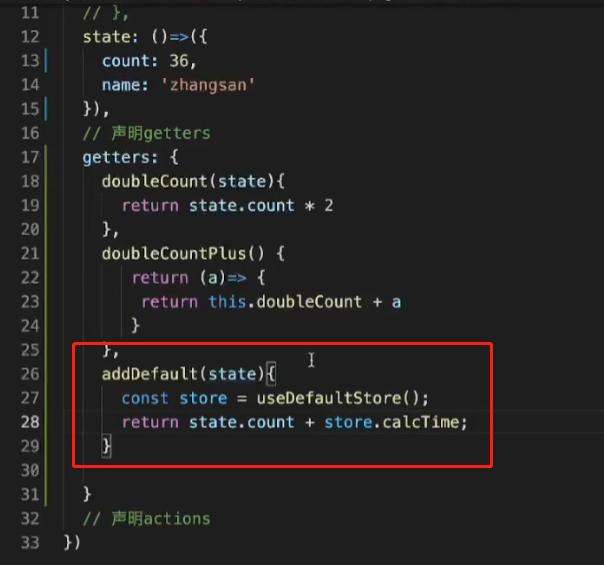 11 // },
12 state: ()=>({
13 count: 36,
14 name: 'zhangsan'
15 }),
16 // 声明getters
17 getters: {
18 doubleCount(state){
19 return state.count * 2
20 },
21 doubleCountPlus() {
22 return (a)=> {
23 return this.doubleCount + a
24 }
25 },
26 addDefault(state){
27 const store = useDefaultStore();
28 return state.count + store.calcTime;
29 }
30
31 }
32 // 声明actions
33 })